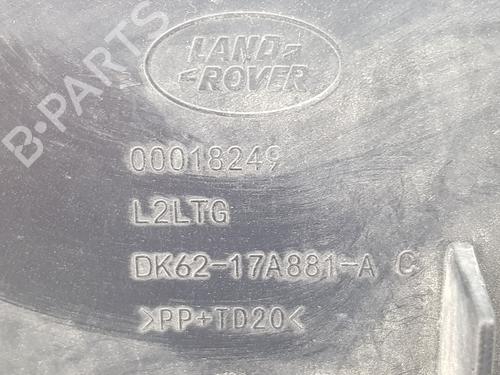 B-PARTS
LAND
ROVER
00018249
L2LTG
DK62-17A881-A C
>PP+TD20<